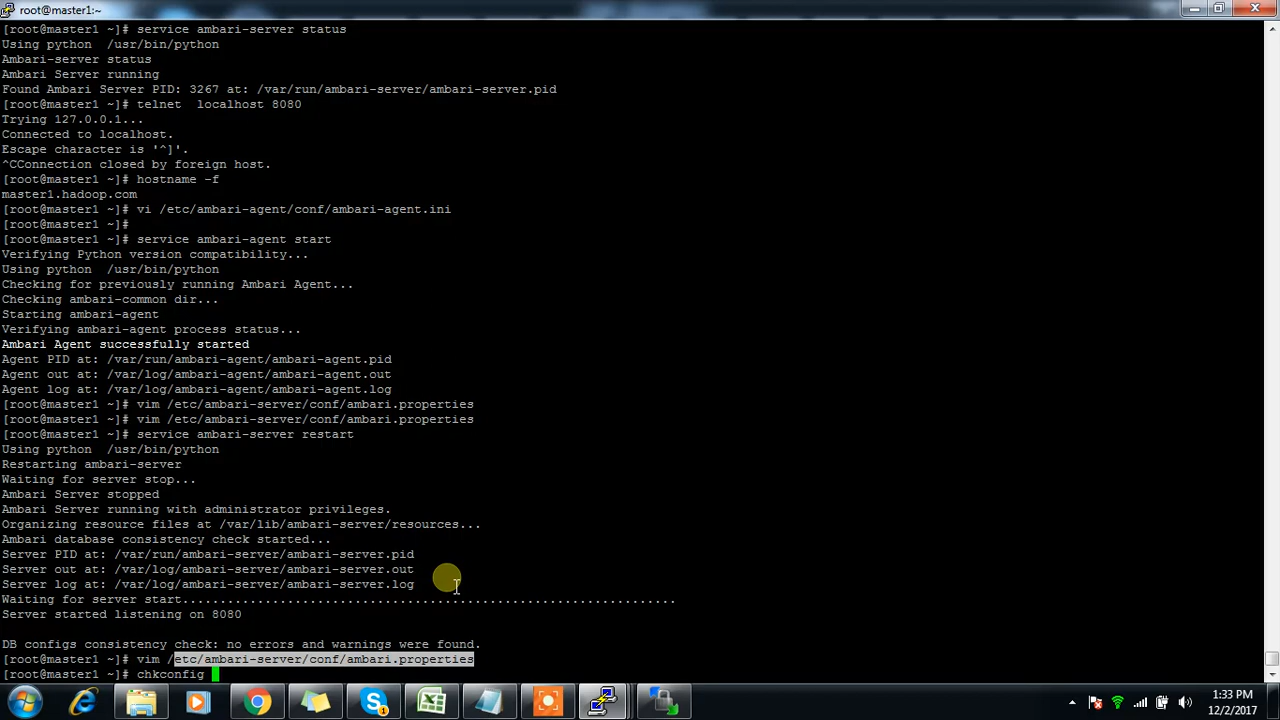 root@master1:~
[root@master1 ~]# service ambari-server status
Using python  /usr/bin/python
Ambari-server status
Ambari Server running
Found Ambari Server PID: 3267 at: /var/run/ambari-server/ambari-server.pid
[root@master1 ~]# telnet  localhost 8080
Trying 127.0.0.1...
Connected to localhost.
Escape character is '^]'.
^CConnection closed by foreign host.
[root@master1 ~]# hostname -f
master1.hadoop.com
[root@master1 ~]# vi /etc/ambari-agent/conf/ambari-agent.ini
[root@master1 ~]#
[root@master1 ~]# service ambari-agent start
Verifying Python version compatibility...
Using python  /usr/bin/python
Checking for previously running Ambari Agent...
Checking ambari-common dir...
Starting ambari-agent
Verifying ambari-agent process status...
Ambari Agent successfully started
Agent PID at: /var/run/ambari-agent/ambari-agent.pid
Agent out at: /var/log/ambari-agent/ambari-agent.out
Agent log at: /var/log/ambari-agent/ambari-agent.log
[root@master1 ~]# vim /etc/ambari-server/conf/ambari.properties
[root@master1 ~]# vim /etc/ambari-server/conf/ambari.properties
[root@master1 ~]# service ambari-server restart
Using python  /usr/bin/python
Restarting ambari-server
Waiting for server stop...
Ambari Server stopped
Ambari Server running with administrator privileges.
Organizing resource files at /var/lib/ambari-server/resources...
Ambari database consistency check started...
Server PID at: /var/run/ambari-server/ambari-server.pid
Server out at: /var/log/ambari-server/ambari-server.out
Server log at: /var/log/ambari-server/ambari-server.log
Waiting for server start..................................................................
Server started listening on 8080
DB configs consistency check: no errors and warnings were found.
[root@master1 ~]# vim /etc/ambari-server/conf/ambari.properties
[root@master1 ~]# chkconfig
1:33 PM
12/2/2017